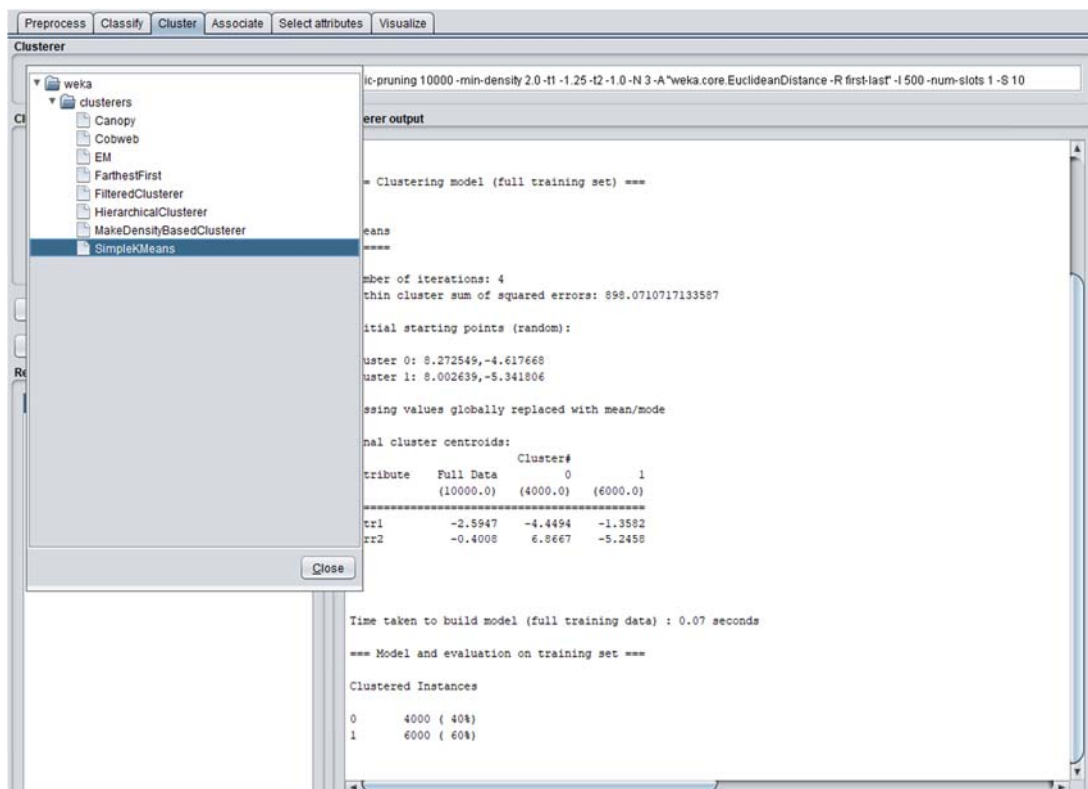 Preprocess Classify Cluster Associate Select attributes Visualize
Clusterer
ic-pruning 10000 -min-density 2.0 -t1 -1.25 -t2 -1.0 -N 3 -A "weka.core.EuclideanDistance -R first-last" -I 500 -num-slots 1 -S 10
weka
clusterers
Canopy
Cobweb
EM
FarthestFirst
FilteredClusterer
HierarchicalClusterer
MakeDensityBasedClusterer
SimpleKMeans
Close
Cl
Re
erer output
= Clustering model (full training set) ===
eans
====
mber of iterations: 4
thin cluster sum of squared errors: 898.0710717133587
itial starting points (random):
uster 0: 8.272549,-4.617668
uster 1: 8.002639,-5.341806
ssing values globally replaced with mean/mode
nal cluster centroids:
Cluster#
tribute Full Data 0 1
(10000.0) (4000.0) (6000.0)
========================================
tr1 -2.5947 -4.4494 -1.3582
rr2 -0.4008 6.8667 -5.2458
Time taken to build model (full training data) : 0.07 seconds
=== Model and evaluation on training set ===
Clustered Instances
0 4000 ( 40%)
1 6000 ( 60%)